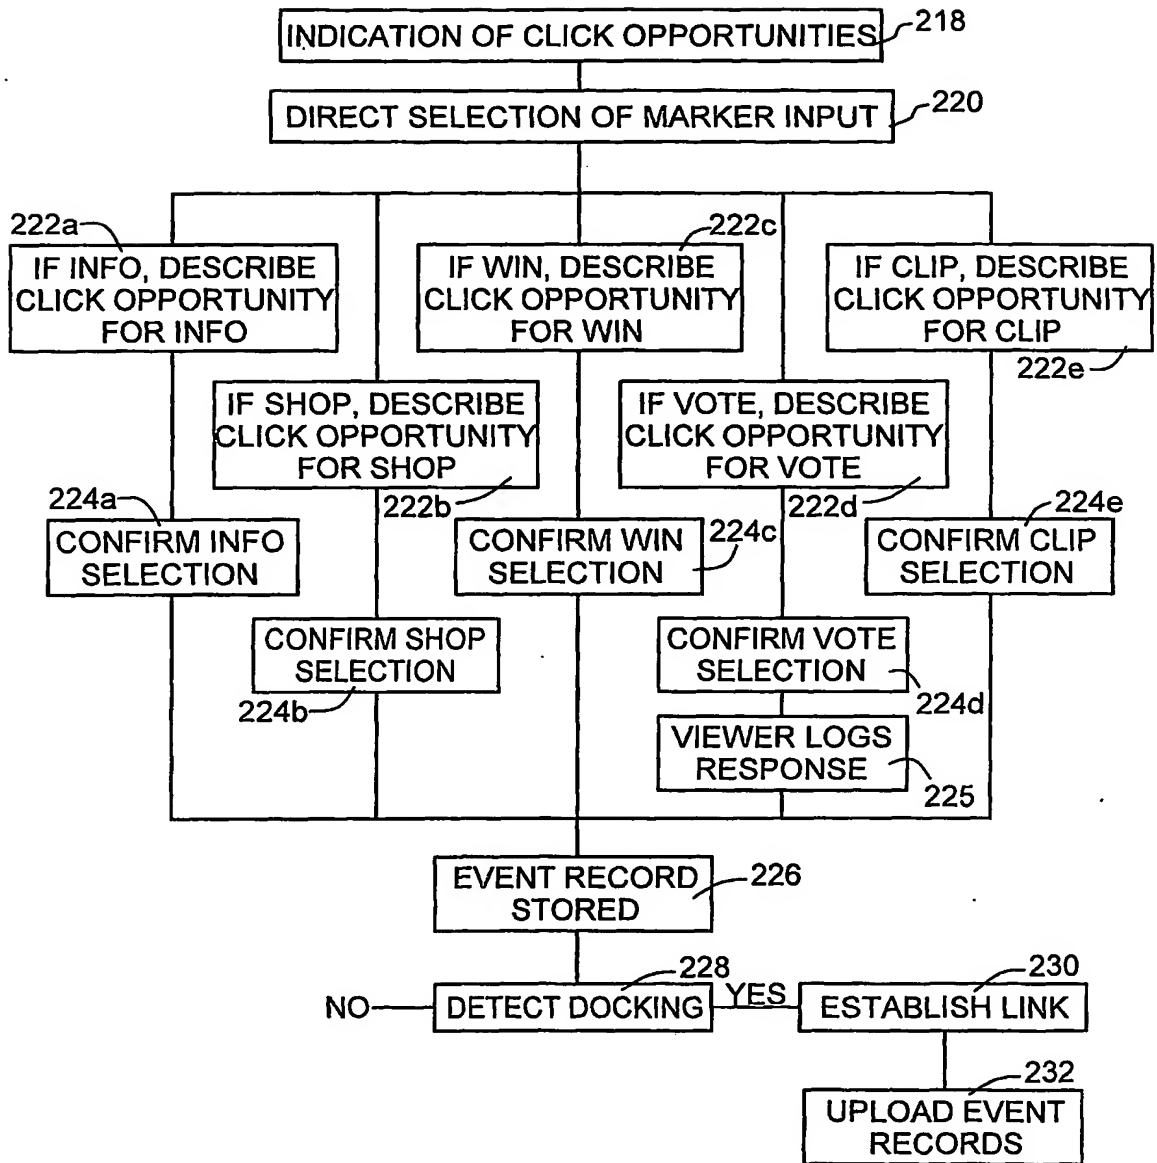 INDICATION OF CLICK OPPORTUNITIES
218
DIRECT SELECTION OF MARKER INPUT
220
222a
IF INFO, DESCRIBE
CLICK OPPORTUNITY
FOR INFO
222c
IF WIN, DESCRIBE
CLICK OPPORTUNITY
FOR WIN
IF CLIP, DESCRIBE
CLICK OPPORTUNITY
FOR CLIP
222e
IF SHOP, DESCRIBE
CLICK OPPORTUNITY
FOR SHOP
222b
IF VOTE, DESCRIBE
CLICK OPPORTUNITY
FOR VOTE
222d
224a
CONFIRM INFO
SELECTION
CONFIRM WIN
SELECTION
224c
224e
CONFIRM CLIP
SELECTION
CONFIRM SHOP
SELECTION
224b
CONFIRM VOTE
SELECTION
224d
VIEWER LOGS
RESPONSE
225
EVENT RECORD
STORED
226
228
NO
DETECT DOCKING
YES
230
ESTABLISH LINK
232
UPLOAD EVENT
RECORDS